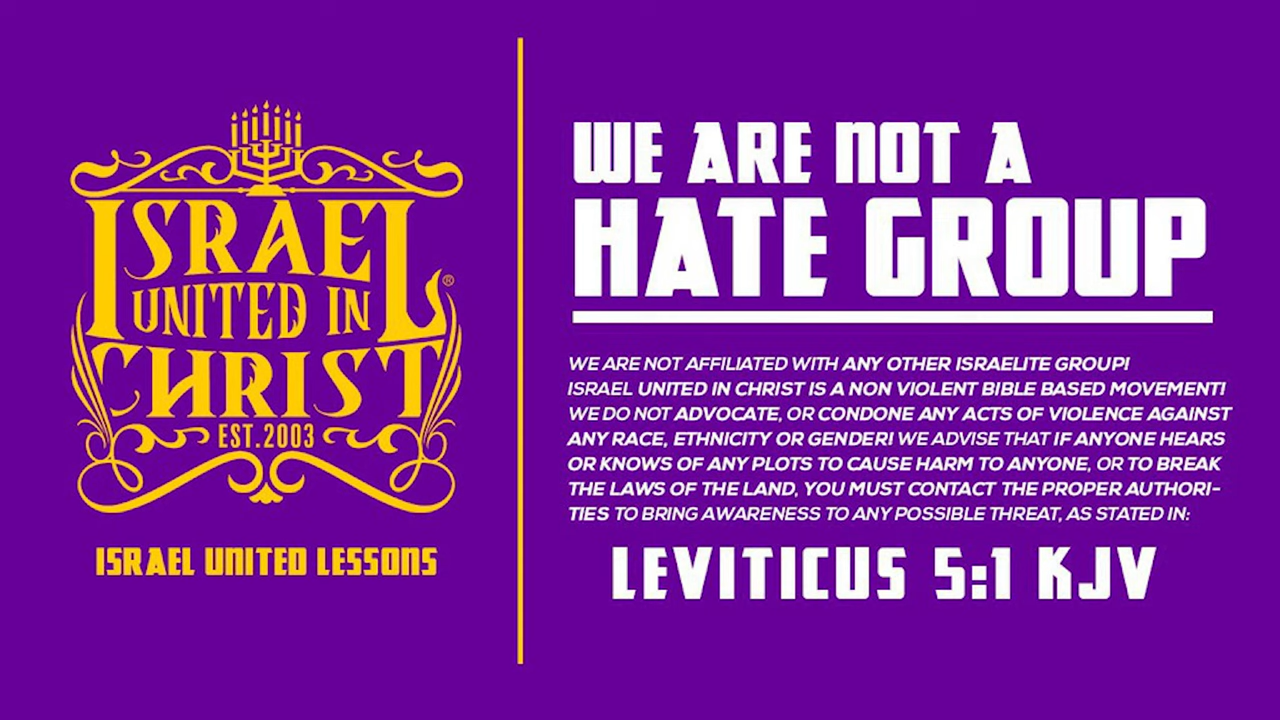 ISRAEL
UNITED IN
CHRIST
®
EST.2003
ISRAEL UNITED LESSONS
WE ARE NOT A
HATE GROUP
WE ARE NOT AFFILIATED WITH ANY OTHER ISRAELITE GROUP!
ISRAEL UNITED IN CHRIST IS A NON VIOLENT BIBLE BASED MOVEMENT!
WE DO NOT ADVOCATE, OR CONDONE ANY ACTS OF VIOLENCE AGAINST
ANY RACE, ETHNICITY OR GENDER! WE ADVISE THAT IF ANYONE HEARS
OR KNOWS OF ANY PLOTS TO CAUSE HARM TO ANYONE, OR TO BREAK
THE LAWS OF THE LAND, YOU MUST CONTACT THE PROPER AUTHORI-
TIES TO BRING AWARENESS TO ANY POSSIBLE THREAT, AS STATED IN:
LEVITICUS 5:1 KJV